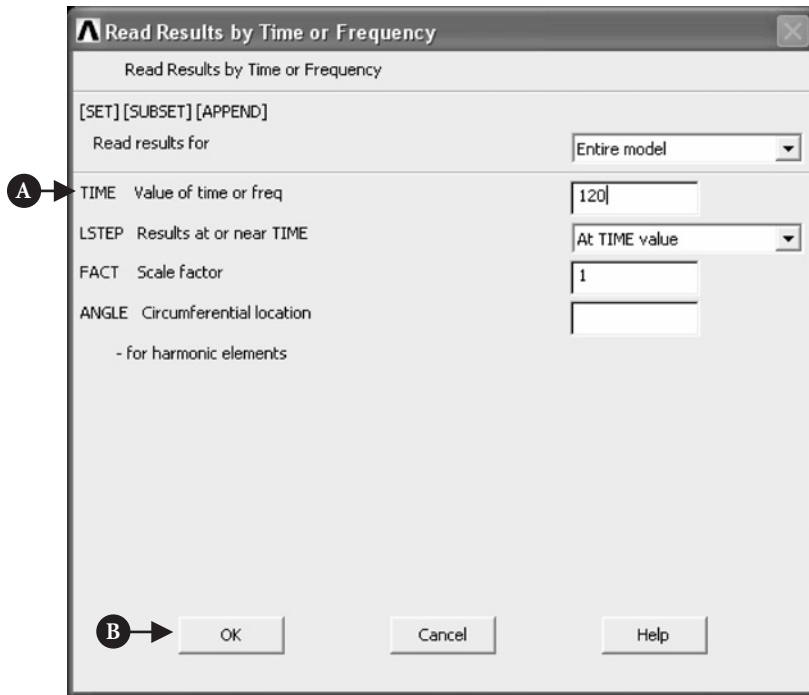 Read Results by Time or Frequency
Read Results by Time or Frequency
[SET] [SUBSET] [APPEND]
Read results for Entire model
A TIME Value of time or freq 120
LSTEP Results at or near TIME At TIME value
FACT Scale factor 1
ANGLE Circumferential location
- for harmonic elements
B OK Cancel Help